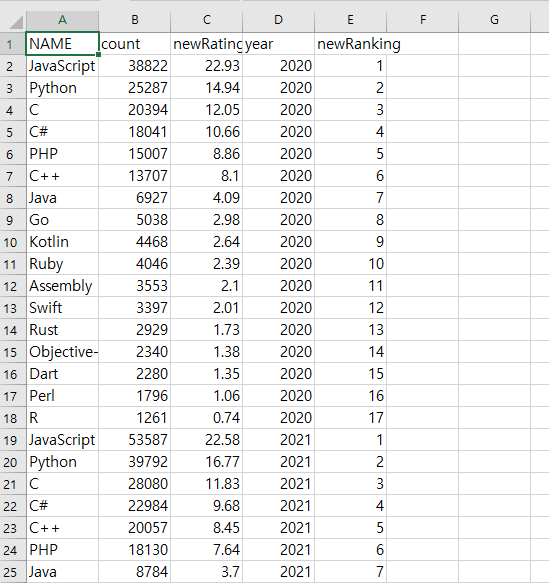 A B C D E F G
1 NAME count newRating year newRanking
2 JavaScript 38822 22.93 2020 1
3 Python 25287 14.94 2020 2
4 C 20394 12.05 2020 3
5 C# 18041 10.66 2020 4
6 PHP 15007 8.86 2020 5
7 C++ 13707 8.1 2020 6
8 Java 6927 4.09 2020 7
9 Go 5038 2.98 2020 8
10 Kotlin 4468 2.64 2020 9
11 Ruby 4046 2.39 2020 10
12 Assembly 3553 2.1 2020 11
13 Swift 3397 2.01 2020 12
14 Rust 2929 1.73 2020 13
15 Objective- 2340 1.38 2020 14
16 Dart 2280 1.35 2020 15
17 Perl 1796 1.06 2020 16
18 R 1261 0.74 2020 17
19 JavaScript 53587 22.58 2021 1
20 Python 39792 16.77 2021 2
21 C 28080 11.83 2021 3
22 C# 22984 9.68 2021 4
23 C++ 20057 8.45 2021 5
24 PHP 18130 7.64 2021 6
25 Java 8784 3.7 2021 7